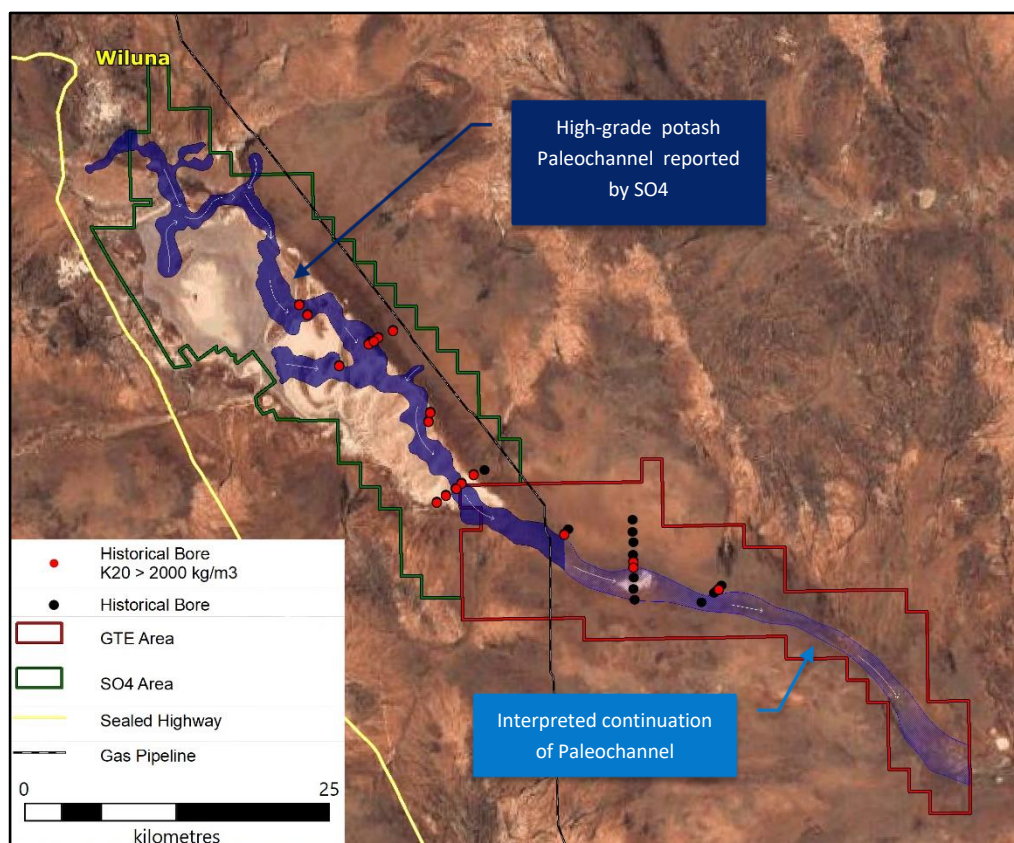 Wiluna
High-grade potash
Paleochannel reported
by SO4
Historical Bore
K20 > 2000 kg/m3
Historical Bore
GTE Area
SO4 Area
Sealed Highway
Gas Pipeline
0 25
kilometres
Interpreted continuation
of Paleochannel